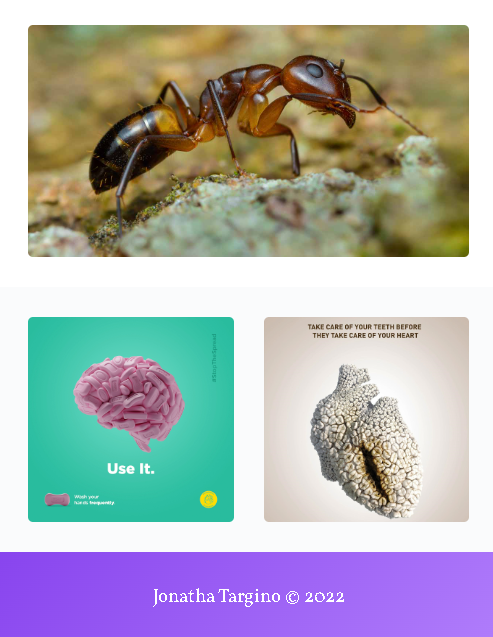 #StopTheSpread
Use It.
Wash your
hands frequently
TAKE CARE OF YOUR TEETH BEFORE
THEY TAKE CARE OF YOUR HEART
Jonatha Targino © 2022